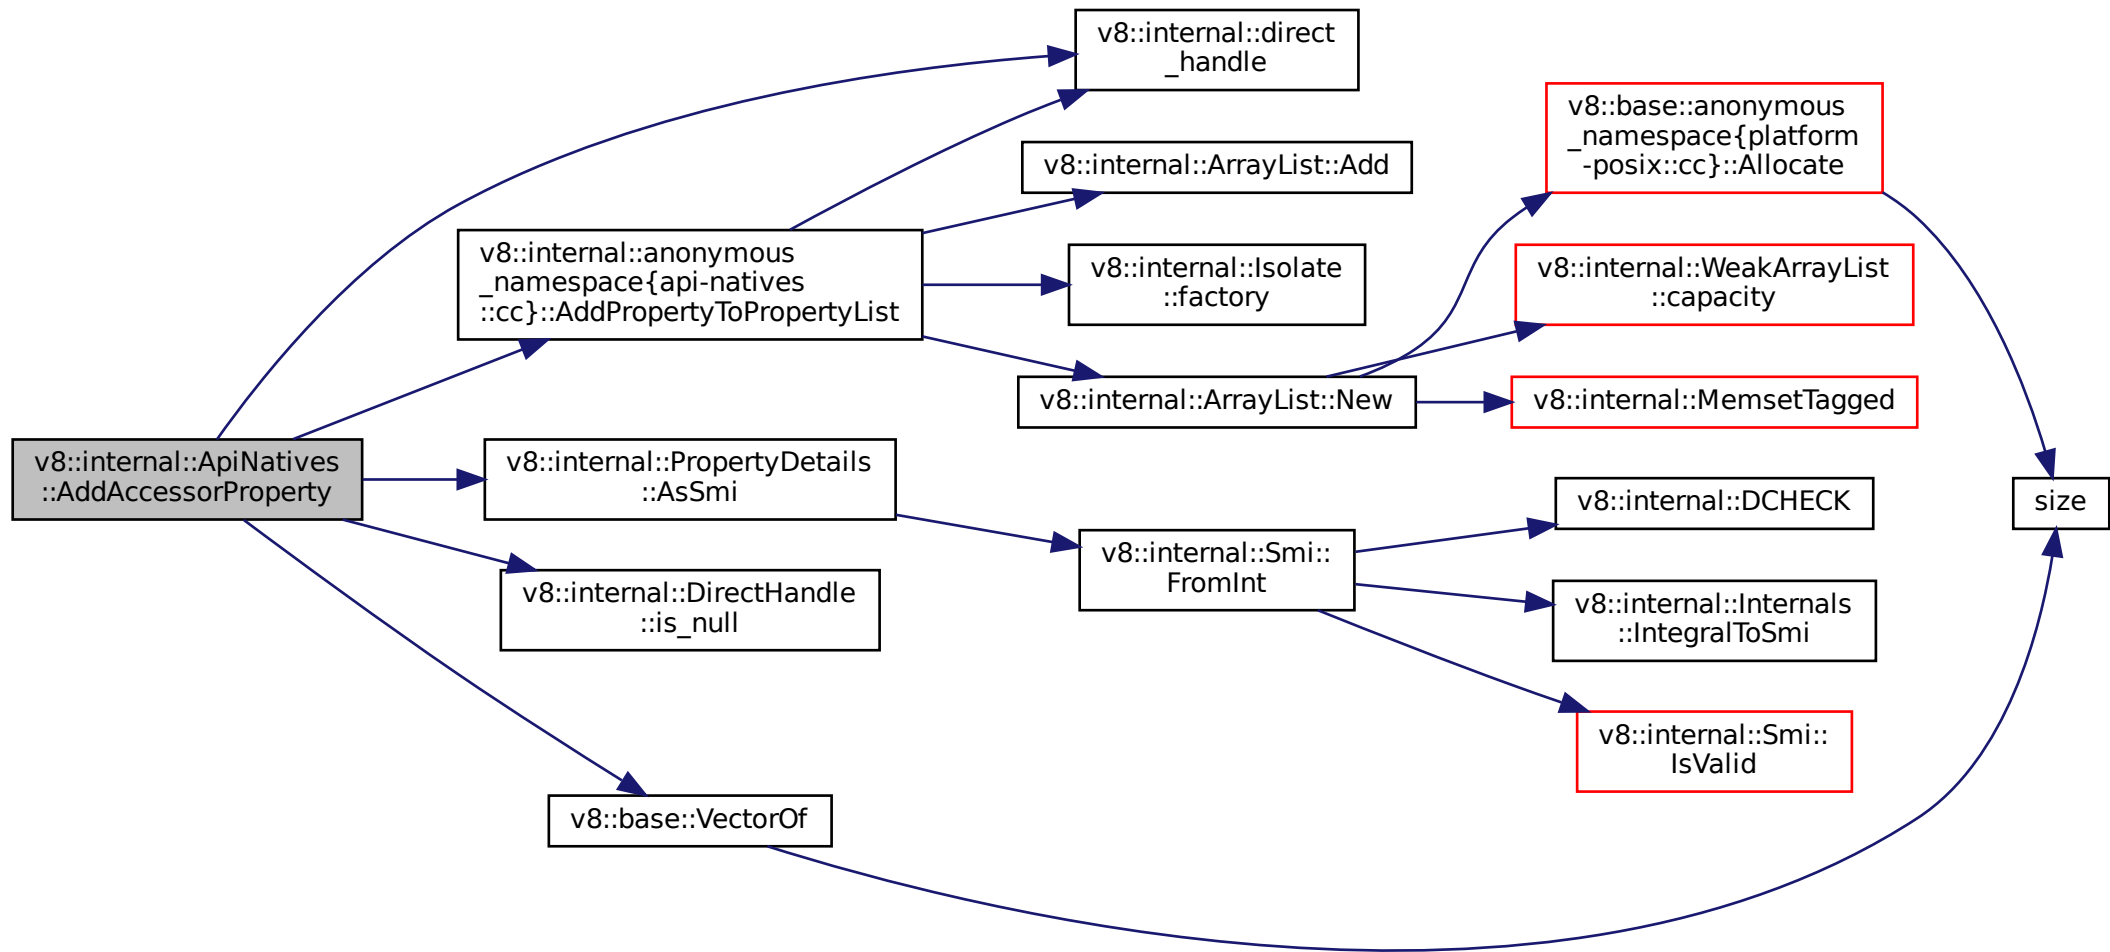 v8::internal::ApiNatives
::AddAccessorProperty
v8::internal::direct
_handle
v8::internal::anonymous
_namespace{api-natives
::cc}::AddPropertyToPropertyList
v8::internal::ArrayList::Add
v8::internal::Isolate
::factory
v8::internal::ArrayList::New
v8::base::anonymous
_namespace{platform
-posix::cc}::Allocate
v8::internal::WeakArrayList
::capacity
v8::internal::MemsetTagged
size
v8::internal::PropertyDetails
::AsSmi
v8::internal::Smi::
FromInt
v8::internal::DCHECK
v8::internal::Internals
::IntegralToSmi
v8::internal::Smi::
IsValid
v8::internal::DirectHandle
::is_null
v8::base::VectorOf